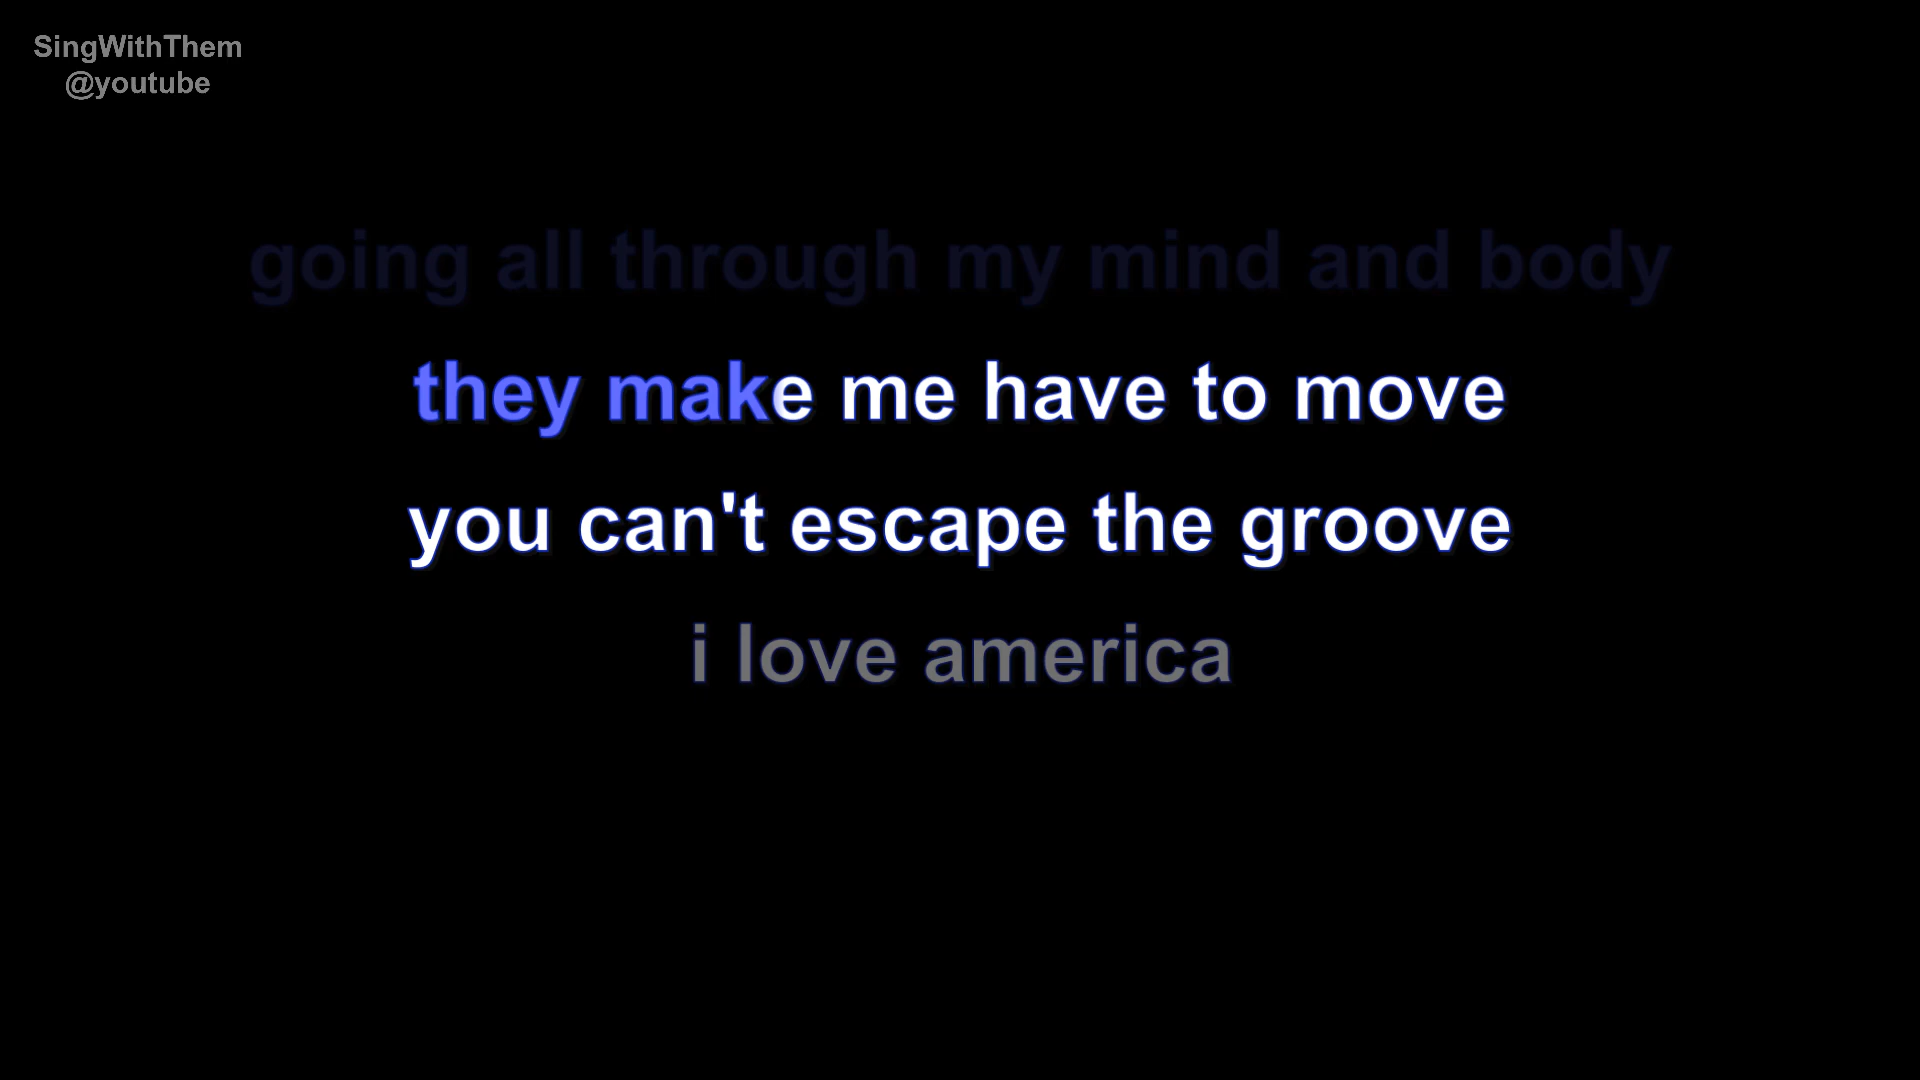 SingWithThem
@youtube
going all through my mind and body
they make me have to move
you can't escape the groove
i love america